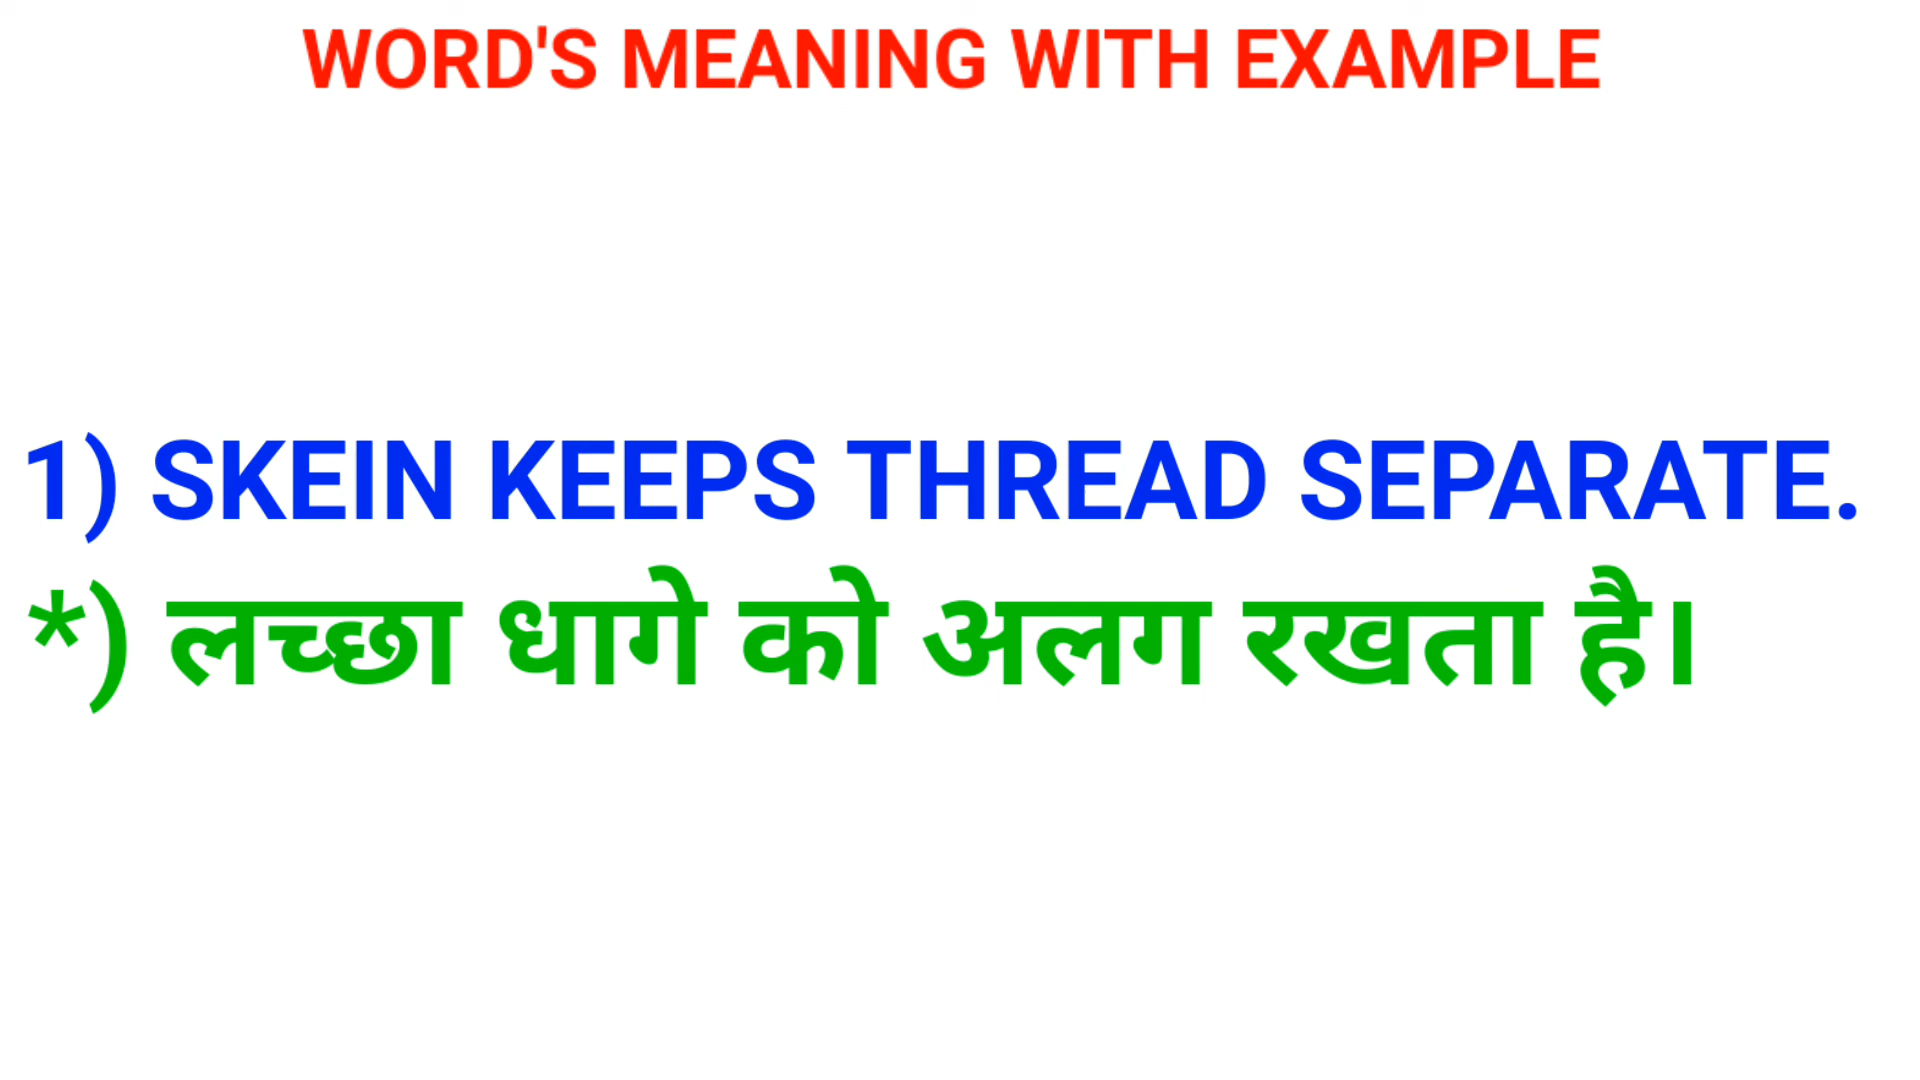 WORD'S MEANING WITH EXAMPLE
1) SKEIN KEEPS THREAD SEPARATE.
*) लच्छा धागे को अलग रखता है।